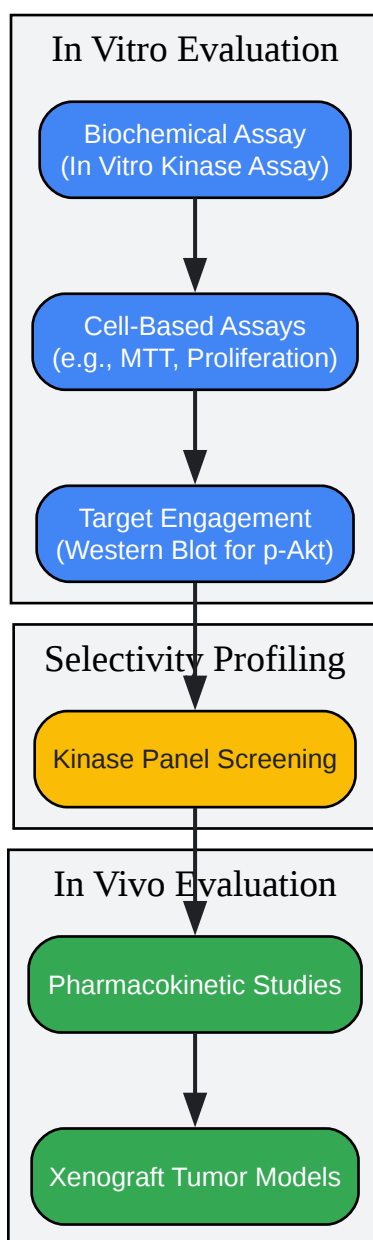 In Vitro Evaluation
Biochemical Assay
(In Vitro Kinase Assay)
Cell-Based Assays
(e.g., MTT, Proliferation)
Target Engagement
(Western Blot for p-Akt)
Selectivity Profiling
Kinase Panel Screening
In Vivo Evaluation
Pharmacokinetic Studies
Xenograft Tumor Models